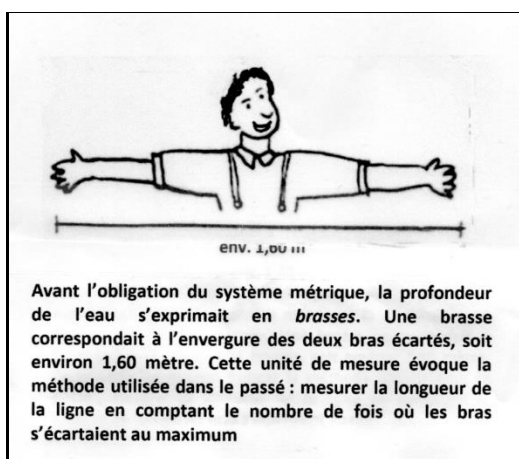 env. 1,60 m
Avant l'obligation du système métrique, la profondeur
de l'eau s'exprimait en brasses. Une brasse
correspondait à l'envergure des deux bras écartés, soit
environ 1,60 mètre. Cette unité de mesure évoque la
méthode utilisée dans le passé : mesurer la longueur de
la ligne en comptant le nombre de fois où les bras
s'écartaient au maximum